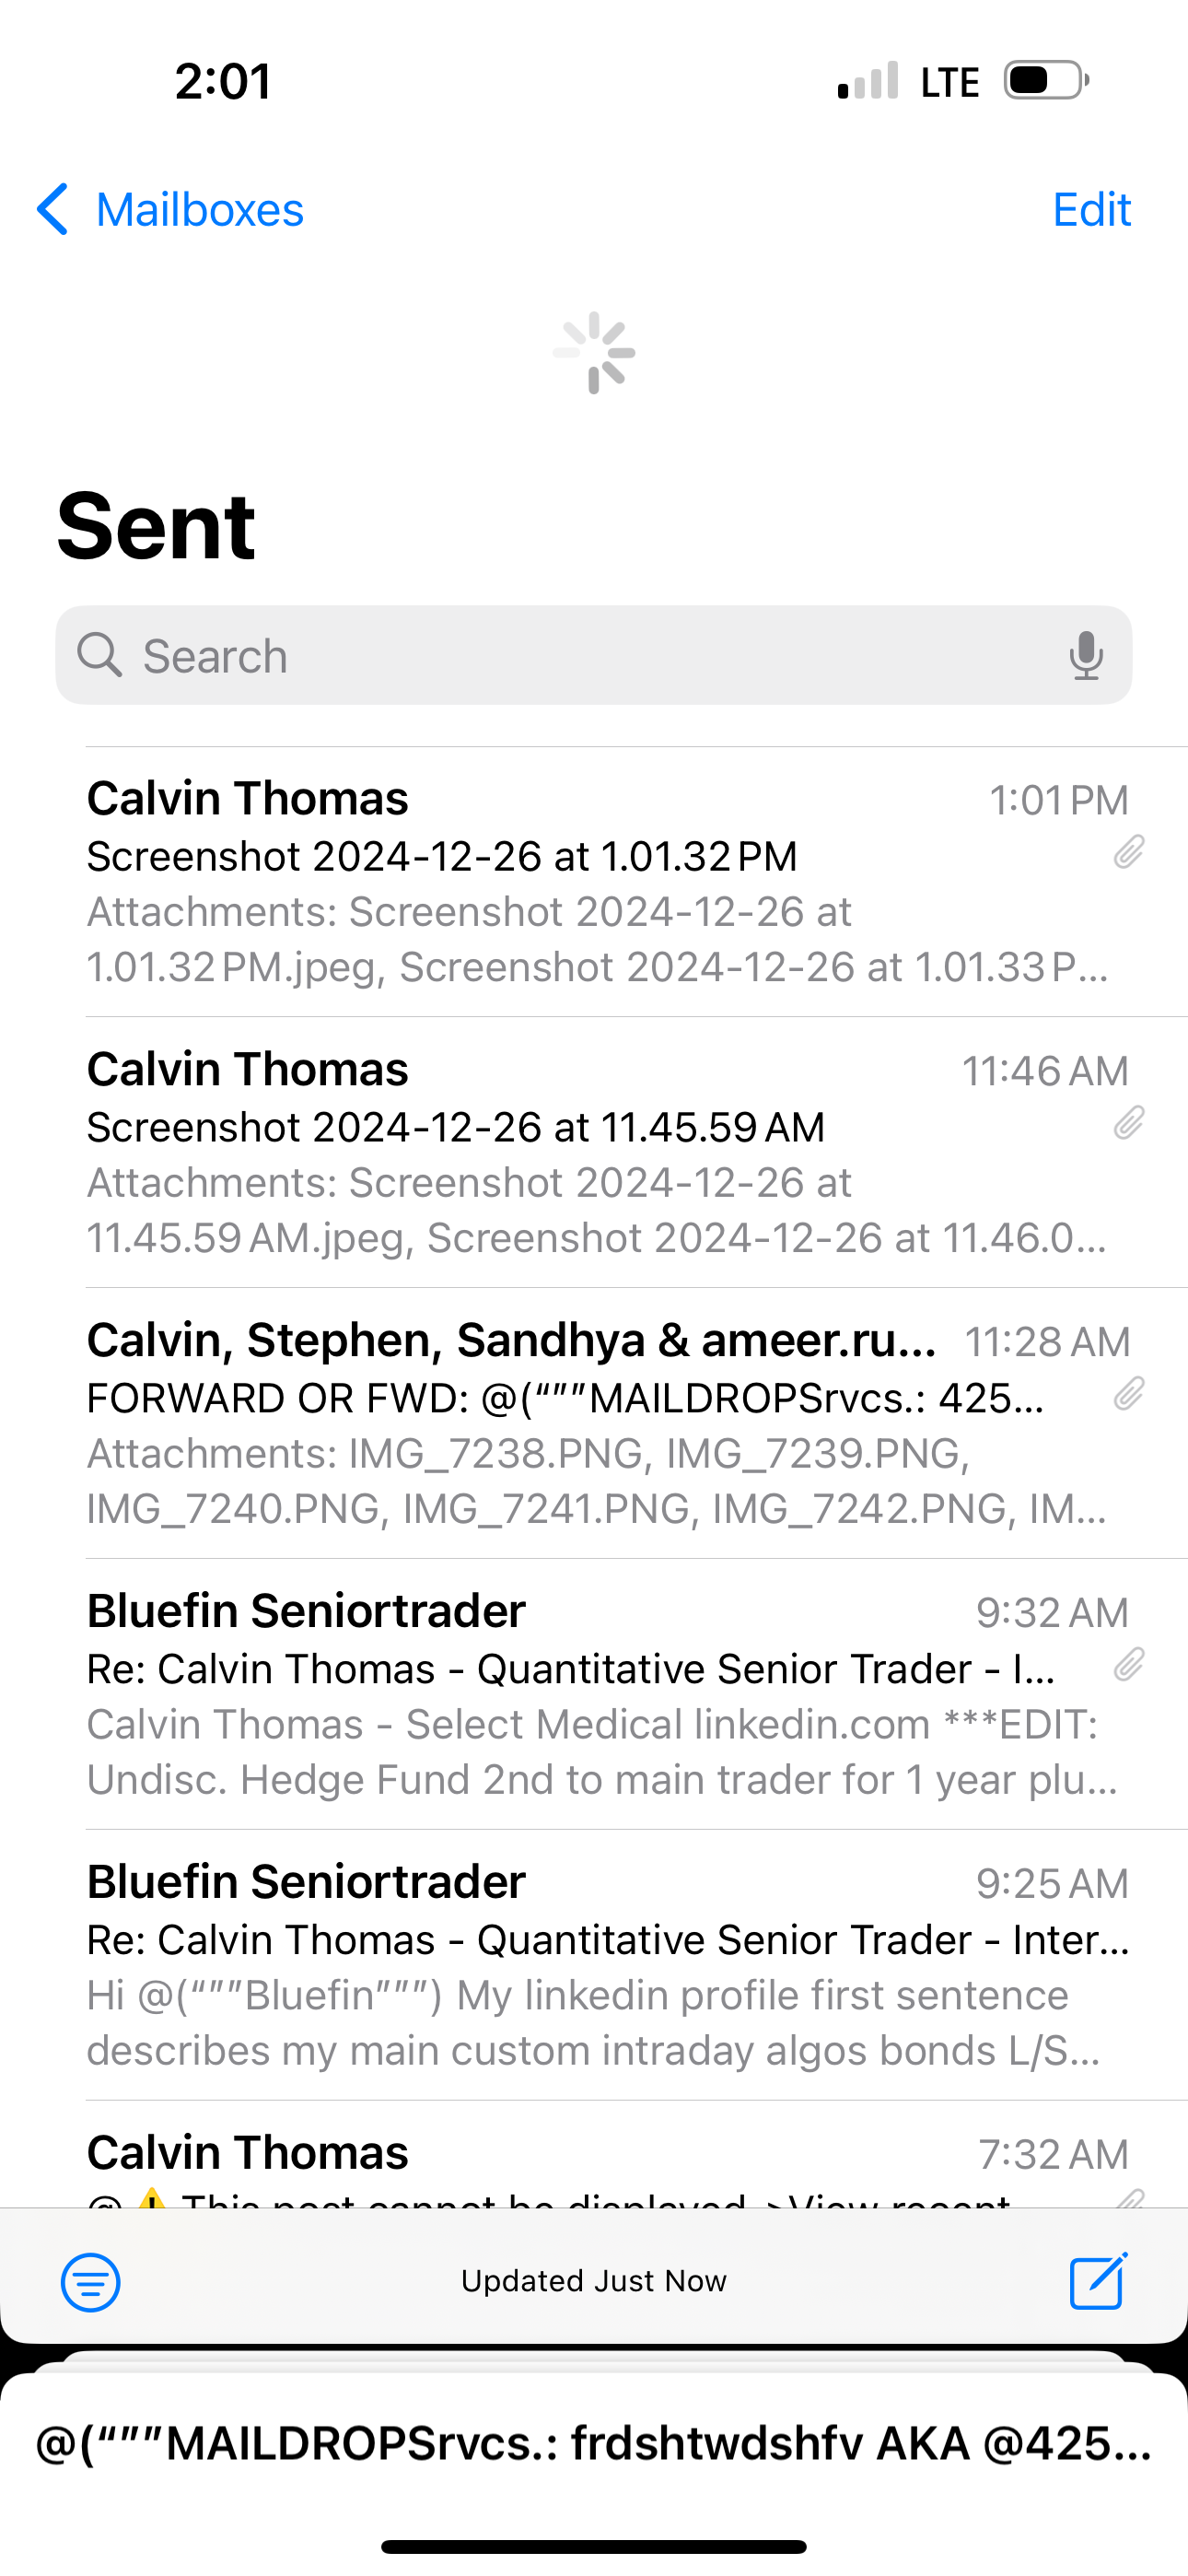 2:01 LTE
Mailboxes Edit
Sent
Search
Calvin Thomas 1:01 PM
Screenshot 2024-12-26 at 1.01.32 PM
Attachments: Screenshot 2024-12-26 at
1.01.32 PM.jpeg, Screenshot 2024-12-26 at 1.01.33 P...
Calvin Thomas 11:46 AM
Screenshot 2024-12-26 at 11.45.59 AM
Attachments: Screenshot 2024-12-26 at
11.45.59 AM.jpeg, Screenshot 2024-12-26 at 11.46.0...
Calvin, Stephen, Sandhya & ameer.ru... 11:28 AM
FORWARD OR FWD: @(“””MAILDROPSrvcs.: 425...
Attachments: IMG_7238.PNG, IMG_7239.PNG,
IMG_7240.PNG, IMG_7241.PNG, IMG_7242.PNG, IM...
Bluefin Seniortrader 9:32 AM
Re: Calvin Thomas - Quantitative Senior Trader - I...
Calvin Thomas - Select Medical linkedin.com ***EDIT:
Undisc. Hedge Fund 2nd to main trader for 1 year plu...
Bluefin Seniortrader 9:25 AM
Re: Calvin Thomas - Quantitative Senior Trader - Inter...
Hi @(“””Bluefin”””) My linkedin profile first sentence
describes my main custom intraday algos bonds L/S...
Calvin Thomas 7:32 AM
@⚠️ This post cannot be displayed->View recent
Updated Just Now
@(“””MAILDROPSrvcs.: frdshtwdshfv AKA @425...